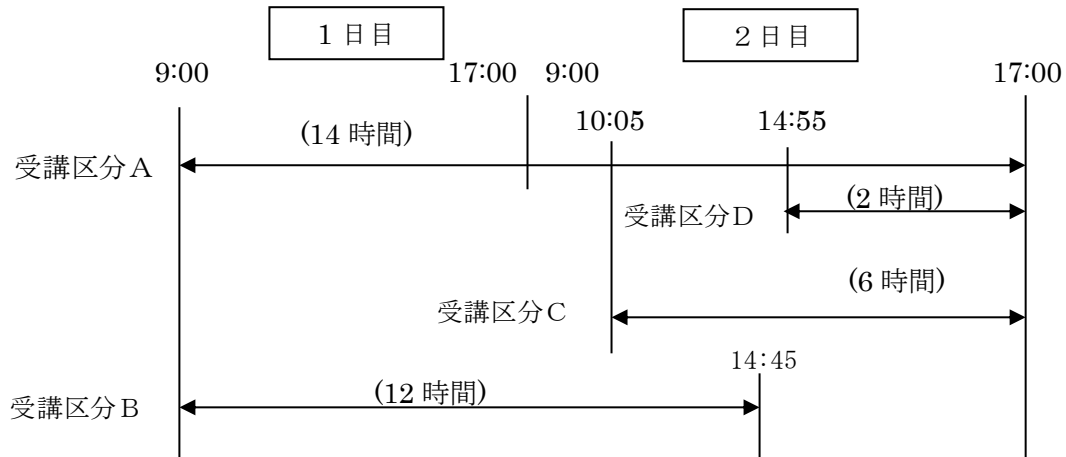 1日目 2日目
9:00 17:00 9:00 17:00
10:05 14:55
(14 時間)
受講区分A
(2 時間)
受講区分D
(6 時間)
受講区分C
14:45
(12 時間)
受講区分B